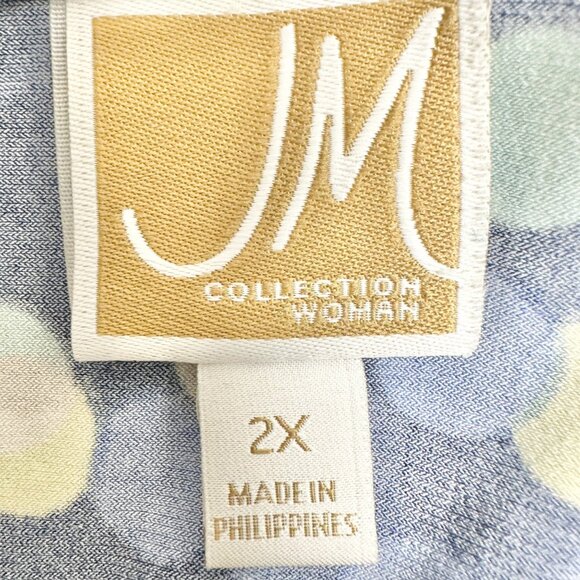 JM
COLLECTION
WOMAN
2X
MADE IN
PHILIPPINES